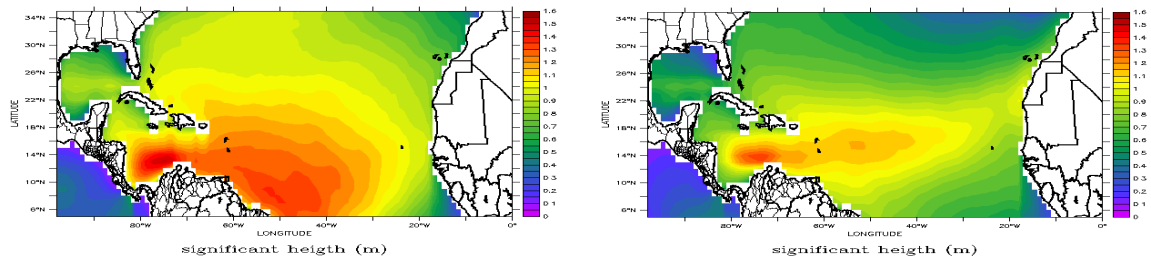 34°N
30°N
26°N
22°N
18°N
14°N
10°N
6°N
LATITUDE
80°W 60°W 40°W 20°W 0°
LONGITUDE
significant heigth (m)
1.6
1.5
1.4
1.3
1.2
1.1
1
0.9
0.8
0.7
0.6
0.5
0.4
0.3
0.2
0.1
0
34°N
30°N
26°N
22°N
18°N
14°N
10°N
6°N
LATITUDE
80°W 60°W 40°W 20°W 0°
LONGITUDE
significant heigth (m)
1.6
1.5
1.4
1.3
1.2
1.1
1
0.9
0.8
0.7
0.6
0.5
0.4
0.3
0.2
0.1
0